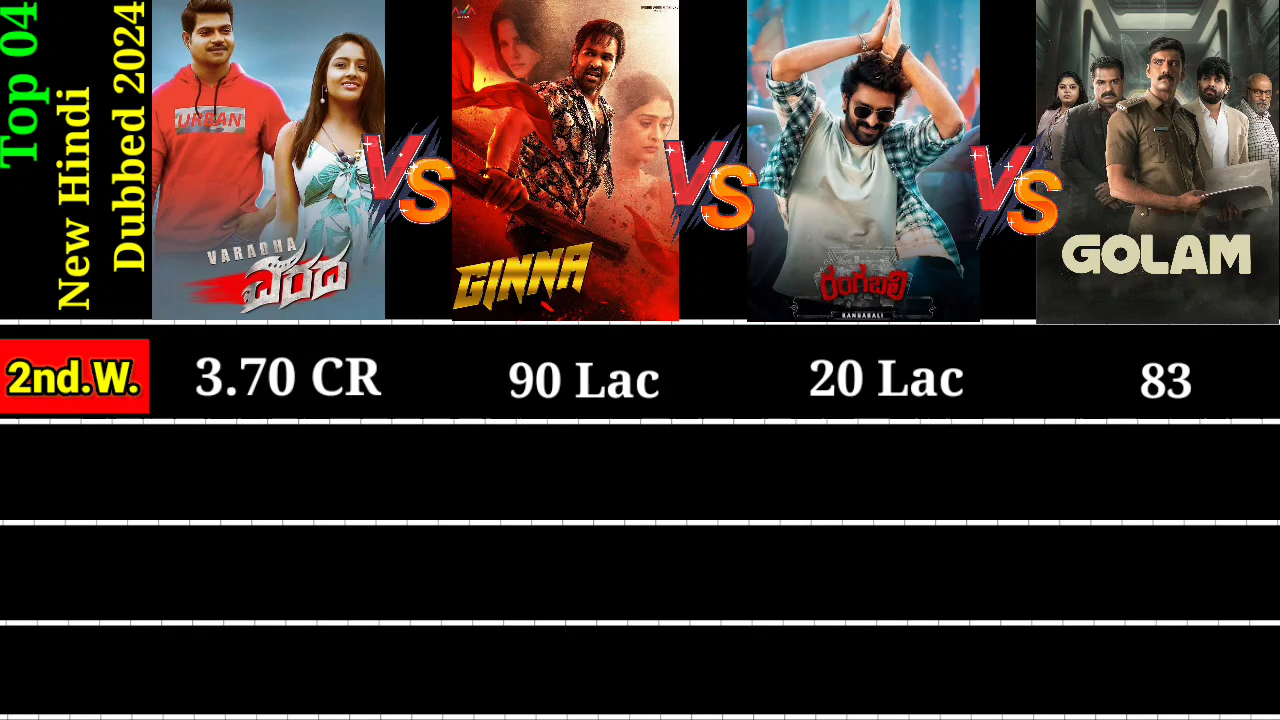 Top 04
New Hindi
Dubbed 2024
URBAN
VARADHA
ವರದ
VS
GINNA
VS
రంగబలి
RANGABALI
VS
GOLAM
2nd.W.
3.70 CR
90 Lac
20 Lac
83